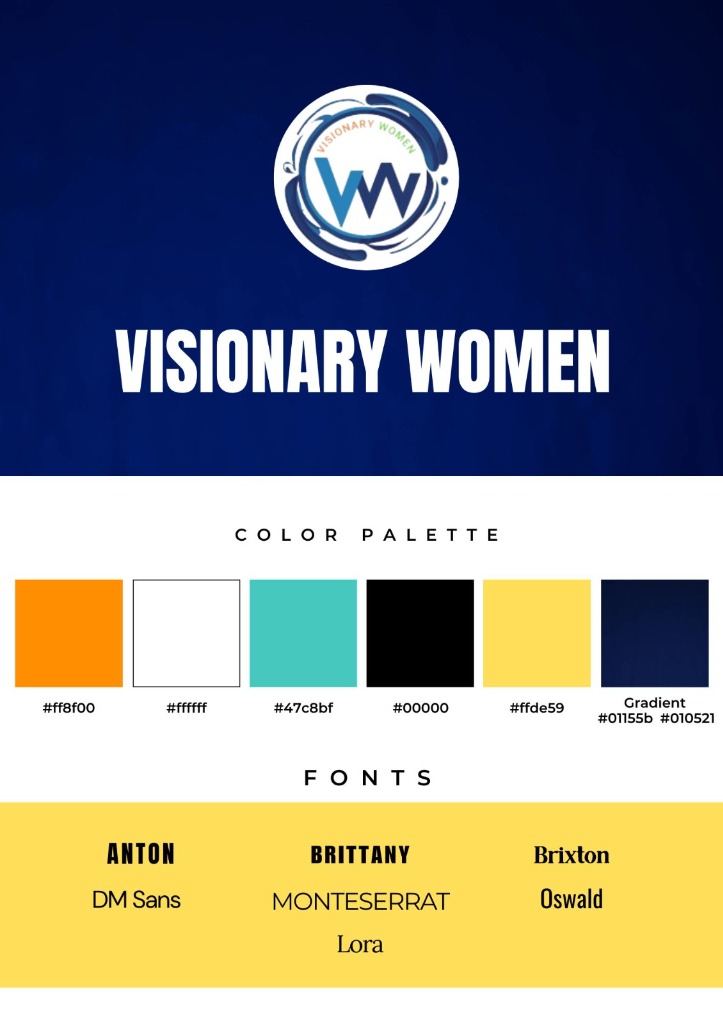 VISIONARY WOMEN
VW
VISIONARY WOMEN
COLOR PALETTE
#ff8f00 #ffffff #47c8bf #00000 #ffde59 Gradient
#01155b #010521
FONTS
ANTON BRITTANY Brixton
DM Sans MONTESERRAT Oswald
Lora